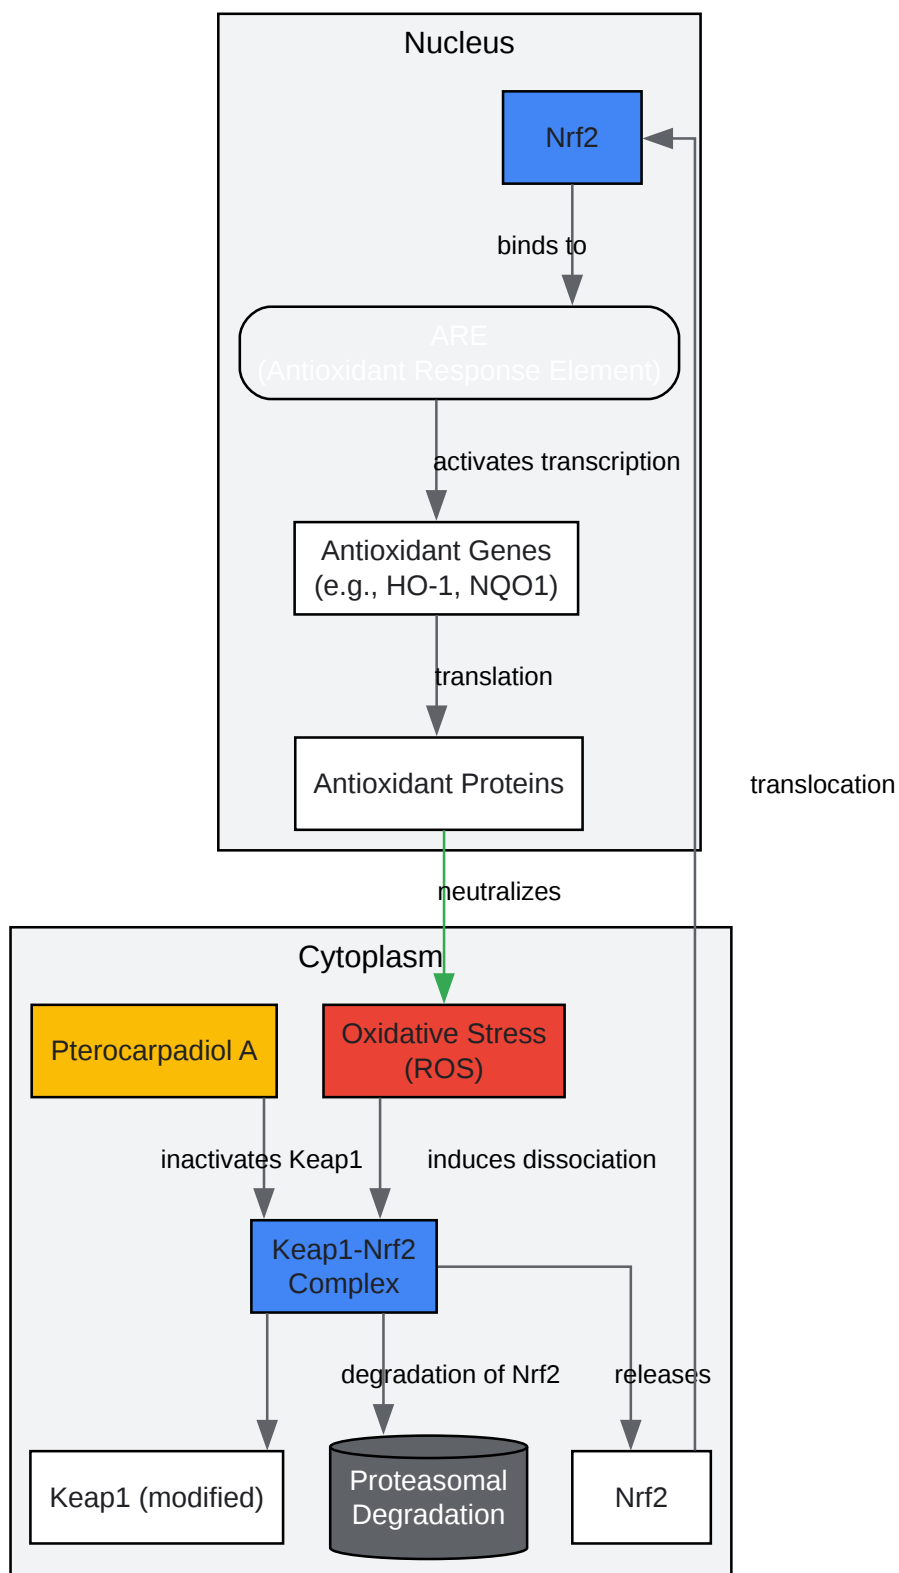 Nucleus
Nrf2
binds to
ARE
(Antioxidant Response Element)
activates transcription
Antioxidant Genes
(e.g., HO-1, NQO1)
translation
Antioxidant Proteins
translocation
neutralizes
Cytoplasm
Pterocarpadiol A
Oxidative Stress
(ROS)
inactivates Keap1
induces dissociation
Keap1-Nrf2
Complex
degradation of Nrf2
releases
Keap1 (modified)
Proteasomal
Degradation
Nrf2